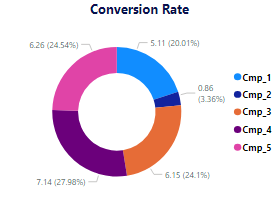 Conversion Rate
6.26 (24.54%)
5.11 (20.01%)
0.86
(3.36%)
6.15 (24.1%)
7.14 (27.98%)
Cmp_1
Cmp_2
Cmp_3
Cmp_4
Cmp_5